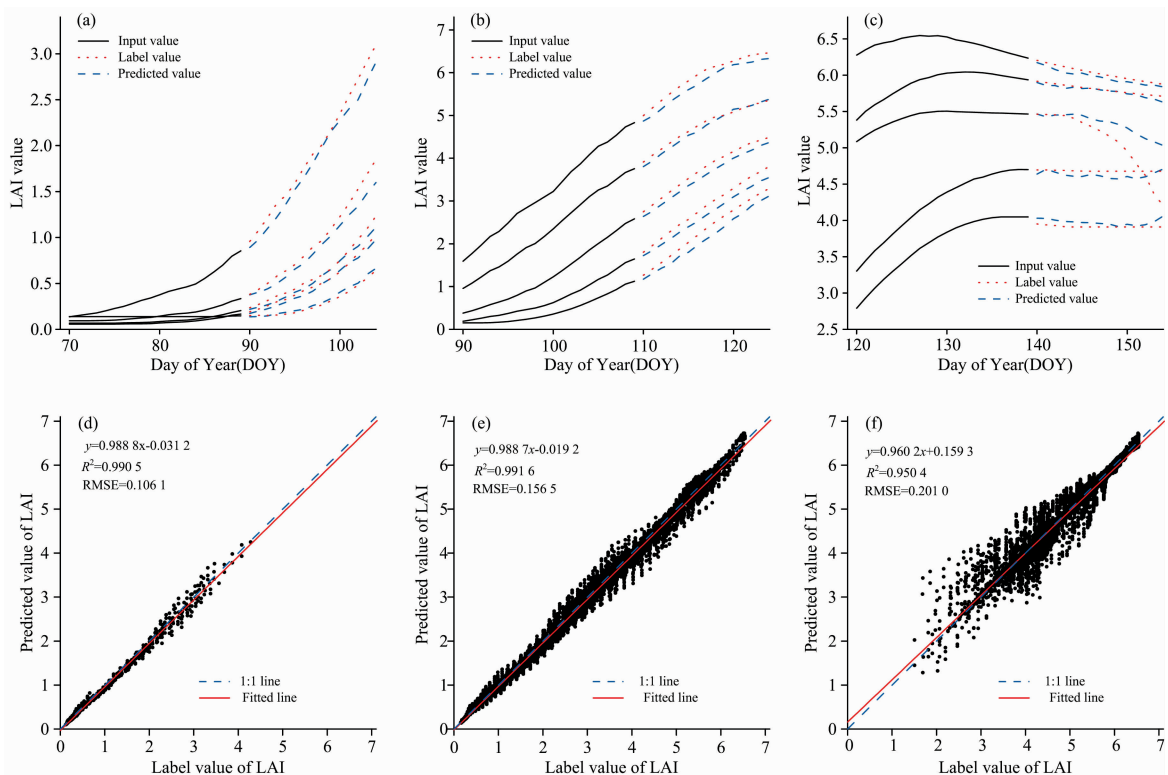 (a)
Input value
Label value
Predicted value
LAI value
3.0
2.5
2.0
1.5
1.0
0.5
0.0
70 80 90 100
Day of Year(DOY)
(b)
Input value
Label value
Predicted value
LAI value
7
6
5
4
3
2
1
0
90 100 110 120
Day of Year(DOY)
(c)
LAI value
6.5
6.0
5.5
5.0
4.5
4.0
3.5
3.0
2.5
Input value
Label value
Predicted value
120 130 140 150
Day of Year(DOY)
(d)
y=0.988 8x-0.031 2
R²=0.990 5
RMSE=0.106 1
Predicted value of LAI
7
6
5
4
3
2
1
0
1:1 line
Fitted line
0 1 2 3 4 5 6 7
Label value of LAI
(e)
y=0.988 7x-0.019 2
R²=0.991 6
RMSE=0.156 5
Predicted value of LAI
7
6
5
4
3
2
1
0
1:1 line
Fitted line
0 1 2 3 4 5 6 7
Label value of LAI
(f)
y=0.960 2x+0.159 3
R²=0.950 4
RMSE=0.201 0
Predicted value of LAI
7
6
5
4
3
2
1
0
1:1 line
Fitted line
0 1 2 3 4 5 6 7
Label value of LAI